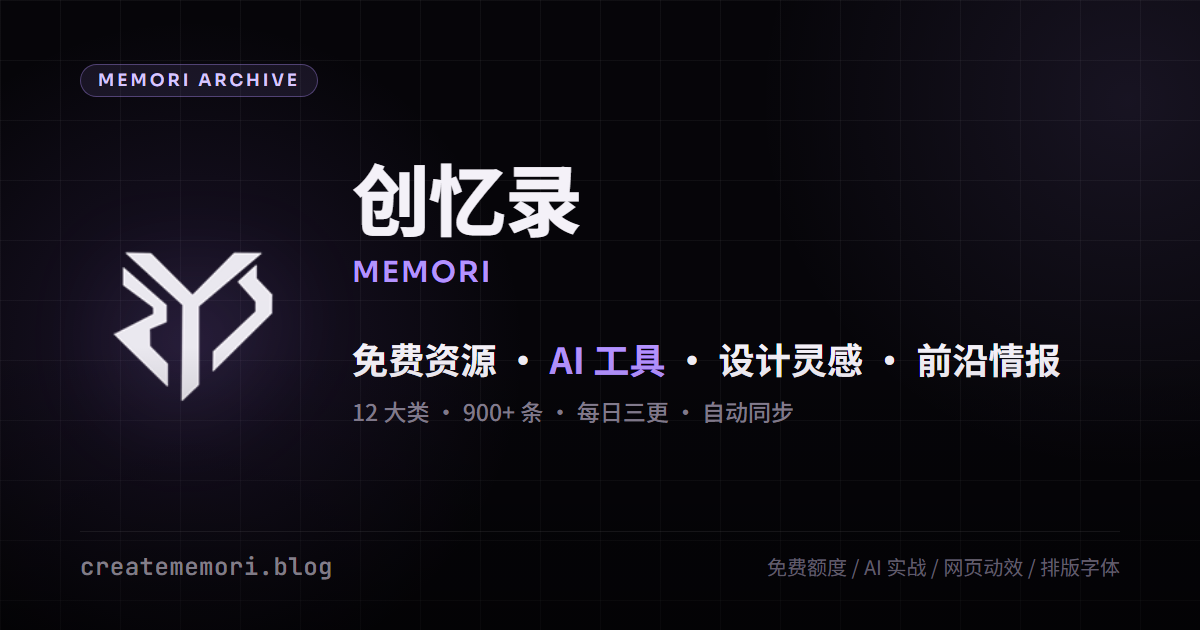 MEMORI ARCHIVE
创忆录
MEMORI
免费资源 • AI 工具 • 设计灵感 • 前沿情报
12 大类 • 900+ 条 • 每日三更 • 自动同步
creatememori.blog
免费额度 / AI 实战 / 网页动效 / 排版字体